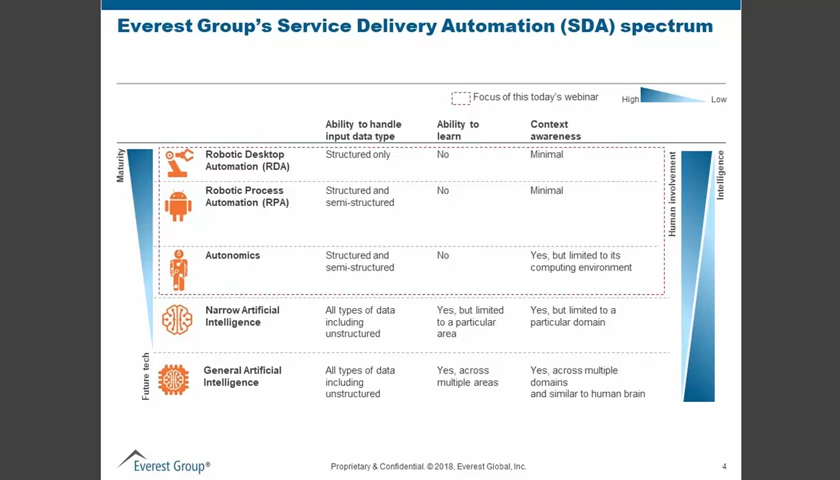 Everest Group's Service Delivery Automation (SDA) spectrum
Focus of this today's webinar
High
Low
Ability to handle
input data type
Ability to
learn
Context
awareness
Maturity
Robotic Desktop
Automation (RDA)
Structured only
No
Minimal
Human involvement
Intelligence
Robotic Process
Automation (RPA)
Structured and
semi-structured
No
Minimal
Autonomics
Structured and
semi-structured
No
Yes, but limited to its
computing environment
Narrow Artificial
Intelligence
All types of data
including
unstructured
Yes, but limited
to a particular
area
Yes, but limited to a
particular domain
Future tech
General Artificial
Intelligence
All types of data
including
unstructured
Yes, across
multiple areas
Yes, across multiple
domains
and similar to human brain
Everest Group®
Proprietary & Confidential. © 2018, Everest Global, Inc.
4